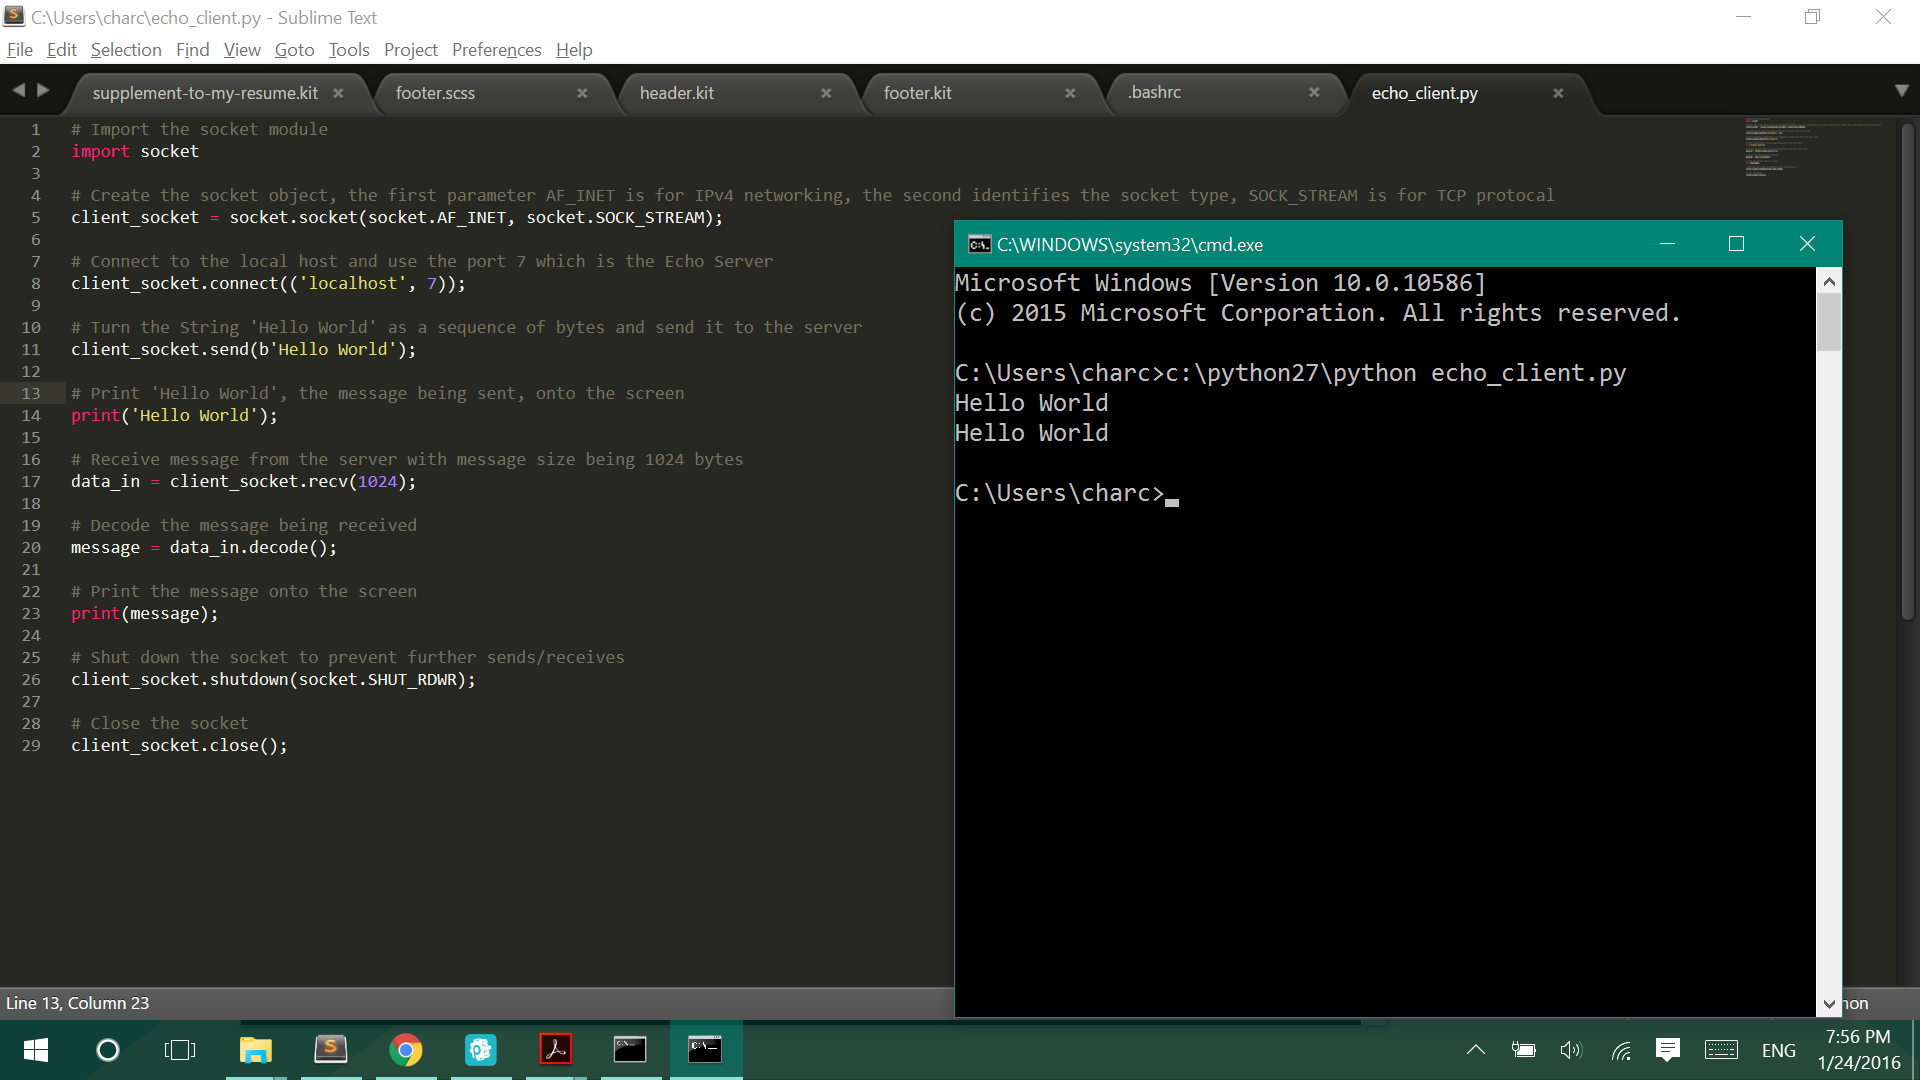 C:\Users\charc\echo_client.py - Sublime Text
File Edit Selection Find View Goto Tools Project Preferences Help
supplement-to-my-resume.kit footer.scss header.kit footer.kit .bashrc echo_client.py
1 # Import the socket module
2 import socket
3
4 # Create the socket object, the first parameter AF_INET is for IPv4 networking, the second identifies the socket type, SOCK_STREAM is for TCP protocal
5 client_socket = socket.socket(socket.AF_INET, socket.SOCK_STREAM);
6
7 # Connect to the local host and use the port 7 which is the Echo Server
8 client_socket.connect(('localhost', 7));
9
10 # Turn the String 'Hello World' as a sequence of bytes and send it to the server
11 client_socket.send(b'Hello World');
12
13 # Print 'Hello World', the message being sent, onto the screen
14 print('Hello World');
15
16 # Receive message from the server with message size being 1024 bytes
17 data_in = client_socket.recv(1024);
18
19 # Decode the message being received
20 message = data_in.decode();
21
22 # Print the message onto the screen
23 print(message);
24
25 # Shut down the socket to prevent further sends/receives
26 client_socket.shutdown(socket.SHUT_RDWR);
27
28 # Close the socket
29 client_socket.close();
C:\WINDOWS\system32\cmd.exe
Microsoft Windows [Version 10.0.10586]
(c) 2015 Microsoft Corporation. All rights reserved.
C:\Users\charc>c:\python27\python echo_client.py
Hello World
Hello World
C:\Users\charc>
Line 13, Column 23
ENG
7:56 PM
1/24/2016